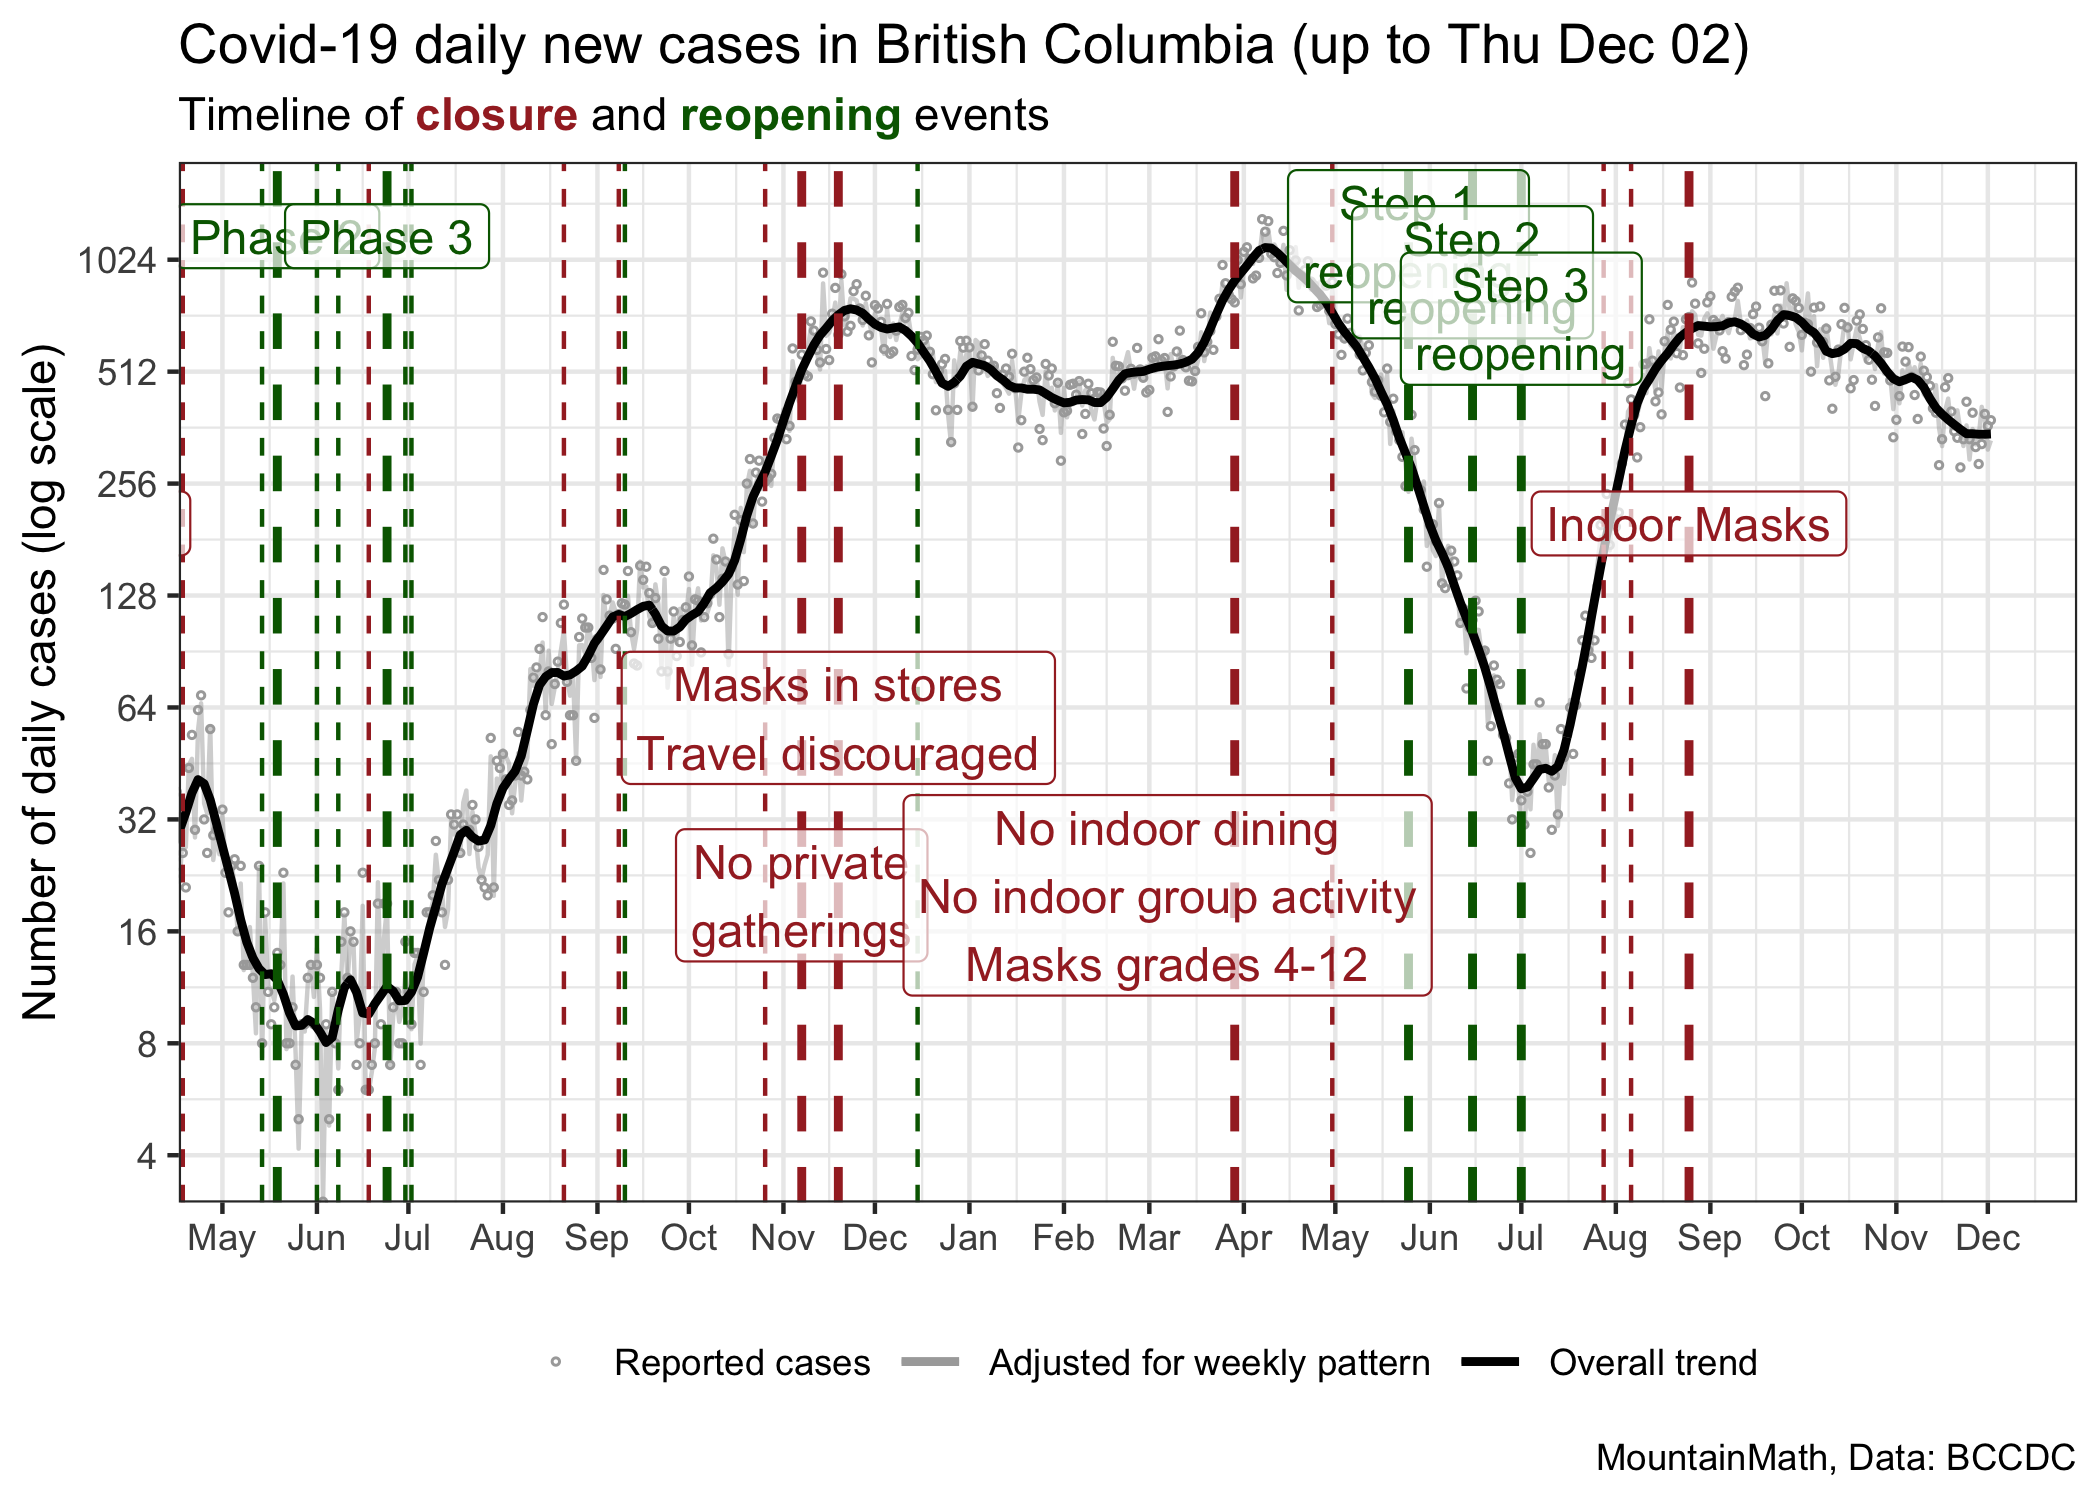 Covid-19 daily new cases in British Columbia (up to Thu Dec 02)
Timeline of closure and reopening events
Number of daily cases (log scale)
1024
512
256
128
64
32
16
8
4
Phase 2
Phase 3
Step 1
reopening
Step 2
reopening
Step 3
reopening
Indoor Masks
Masks in stores
Travel discouraged
No private
gatherings
No indoor dining
No indoor group activity
Masks grades 4-12
May Jun Jul Aug Sep Oct Nov Dec Jan Feb Mar Apr May Jun Jul Aug Sep Oct Nov Dec
Reported cases Adjusted for weekly pattern Overall trend
MountainMath, Data: BCCDC